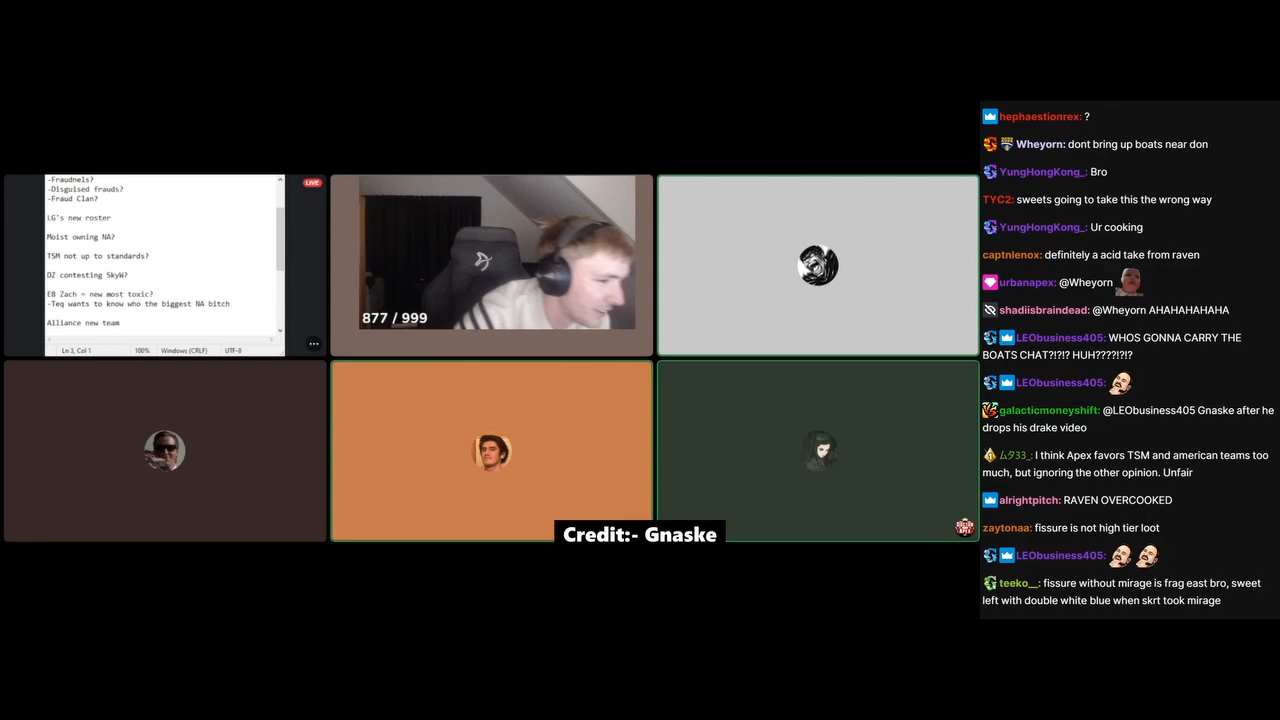 -Fraudnels?
-Disguised frauds?
-Fraud Clan?
LG's new roster
Moist owning NA?
TSM not up to standards?
DZ contesting SkyW?
E8 Zach = new most toxic?
-Teq wants to know who the biggest NA bitch
Alliance new team
Ln 3, Col 1 100% Windows (CRLF) UTF-8
LIVE
877 / 999
Credit:- Gnaske
hephaestionrex: ?
Wheyorn: dont bring up boats near don
YungHongKong_: Bro
TYC2: sweets going to take this the wrong way
YungHongKong_: Ur cooking
captnlenox: definitely a acid take from raven
urbanapex: @Wheyorn
shadiisbraindead: @Wheyorn AHAHAHAHAHA
LEObusiness405: WHOS GONNA CARRY THE
BOATS CHAT?!?!? HUH????!?!?
LEObusiness405:
galacticmoneyshift: @LEObusiness405 Gnaske after he
drops his drake video
ムタ33_: I think Apex favors TSM and american teams too
much, but ignoring the other opinion. Unfair
alrightpitch: RAVEN OVERCOOKED
zaytonaa: fissure is not high tier loot
LEObusiness405:
teeko__: fissure without mirage is frag east bro, sweet
left with double white blue when skrt took mirage